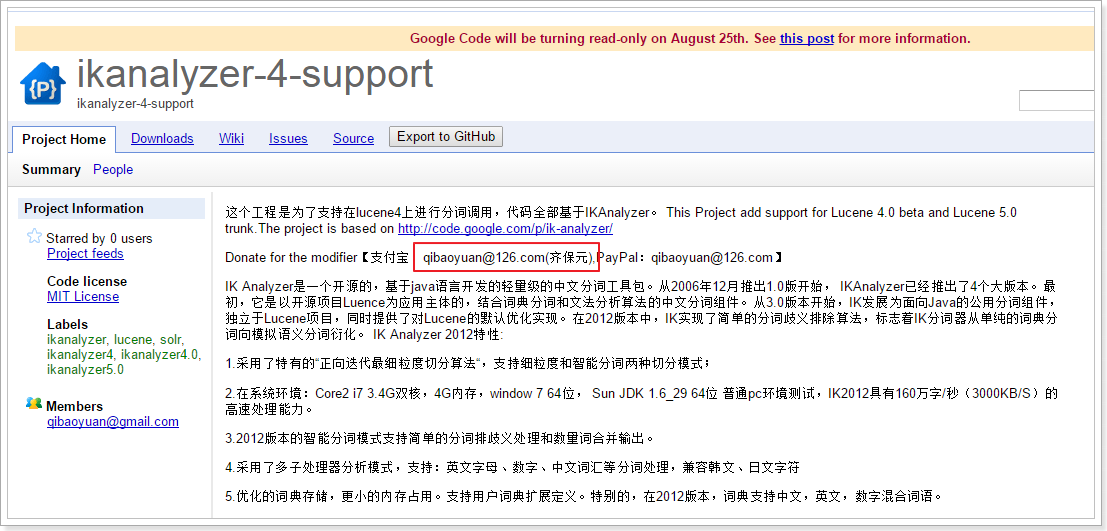 Google Code will be turning read-only on August 25th. See this post for more information.
ikanalyzer-4-support
ikanalyzer-4-support
Project Home Downloads Wiki Issues Source Export to GitHub
Summary People
Project Information
Starred by 0 users
Project feeds
Code license
MIT License
Labels
ikanalyzer, lucene, solr,
ikanalyzer4, ikanalyzer4.0,
ikanalyzer5.0
Members
qibaoyuan@gmail.com
这个工程是为了支持在lucene4上进行分词调用，代码全部基于IKAnalyzer。 This Project add support for Lucene 4.0 beta and Lucene 5.0
trunk.The project is based on http://code.google.com/p/ik-analyzer/
Donate for the modifier【支付宝 qibaoyuan@126.com(齐保元),PayPal：qibaoyuan@126.com】
IK Analyzer是一个开源的，基于java语言开发的轻量级的中文分词工具包。从2006年12月推出1.0版开始， IKAnalyzer已经推出了4个大版本。最
初，它是以开源项目Luence为应用主体的，结合词典分词和文法分析算法的中文分词组件。从3.0版本开始，IK发展为面向Java的公用分词组件，
独立于Lucene项目，同时提供了对Lucene的默认优化实现。在2012版本中，IK实现了简单的分词歧义排除算法，标志着IK分词器从单纯的词典分
词向模拟语义分词衍化。 IK Analyzer 2012特性:
1.采用了特有的“正向迭代最细粒度切分算法“，支持细粒度和智能分词两种切分模式；
2.在系统环境：Core2 i7 3.4G双核，4G内存，window 7 64位， Sun JDK 1.6_29 64位 普通pc环境测试，IK2012具有160万字/秒（3000KB/S）的
高速处理能力。
3.2012版本的智能分词模式支持简单的分词排歧义处理和数量词合并输出。
4.采用了多子处理器分析模式，支持：英文字母、数字、中文词汇等分词处理，兼容韩文、日文字符
5.优化的词典存储，更小的内存占用。支持用户词典扩展定义。特别的，在2012版本，词典支持中文，英文，数字混合词语。